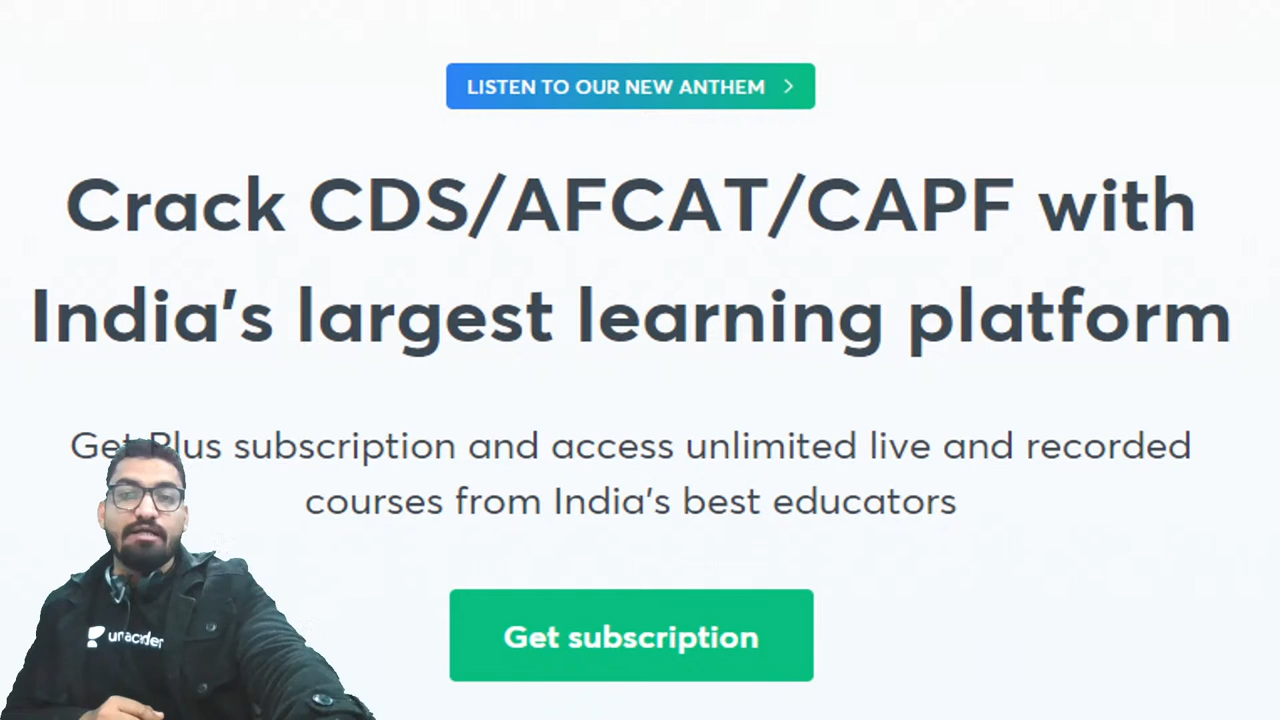 LISTEN TO OUR NEW ANTHEM
Crack CDS/AFCAT/CAPF with
India's largest learning platform
Get Plus subscription and access unlimited live and recorded
courses from India's best educators
Get subscription